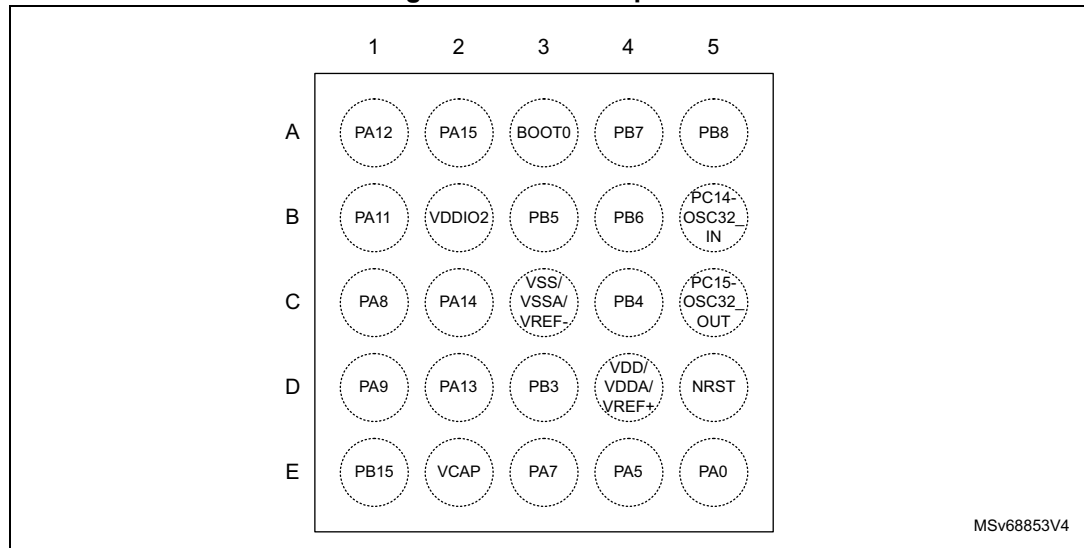 1 2 3 4 5
A PA12 PA15 BOOT0 PB7 PB8
B PA11 VDDIO2 PB5 PB6 PC14-
OSC32_
IN
C PA8 PA14 VSS/
VSSA/
VREF- PB4 PC15-
OSC32_
OUT
D PA9 PA13 PB3 VDD/
VDDA/
VREF+ NRST
E PB15 VCAP PA7 PA5 PA0
MSv68853V4